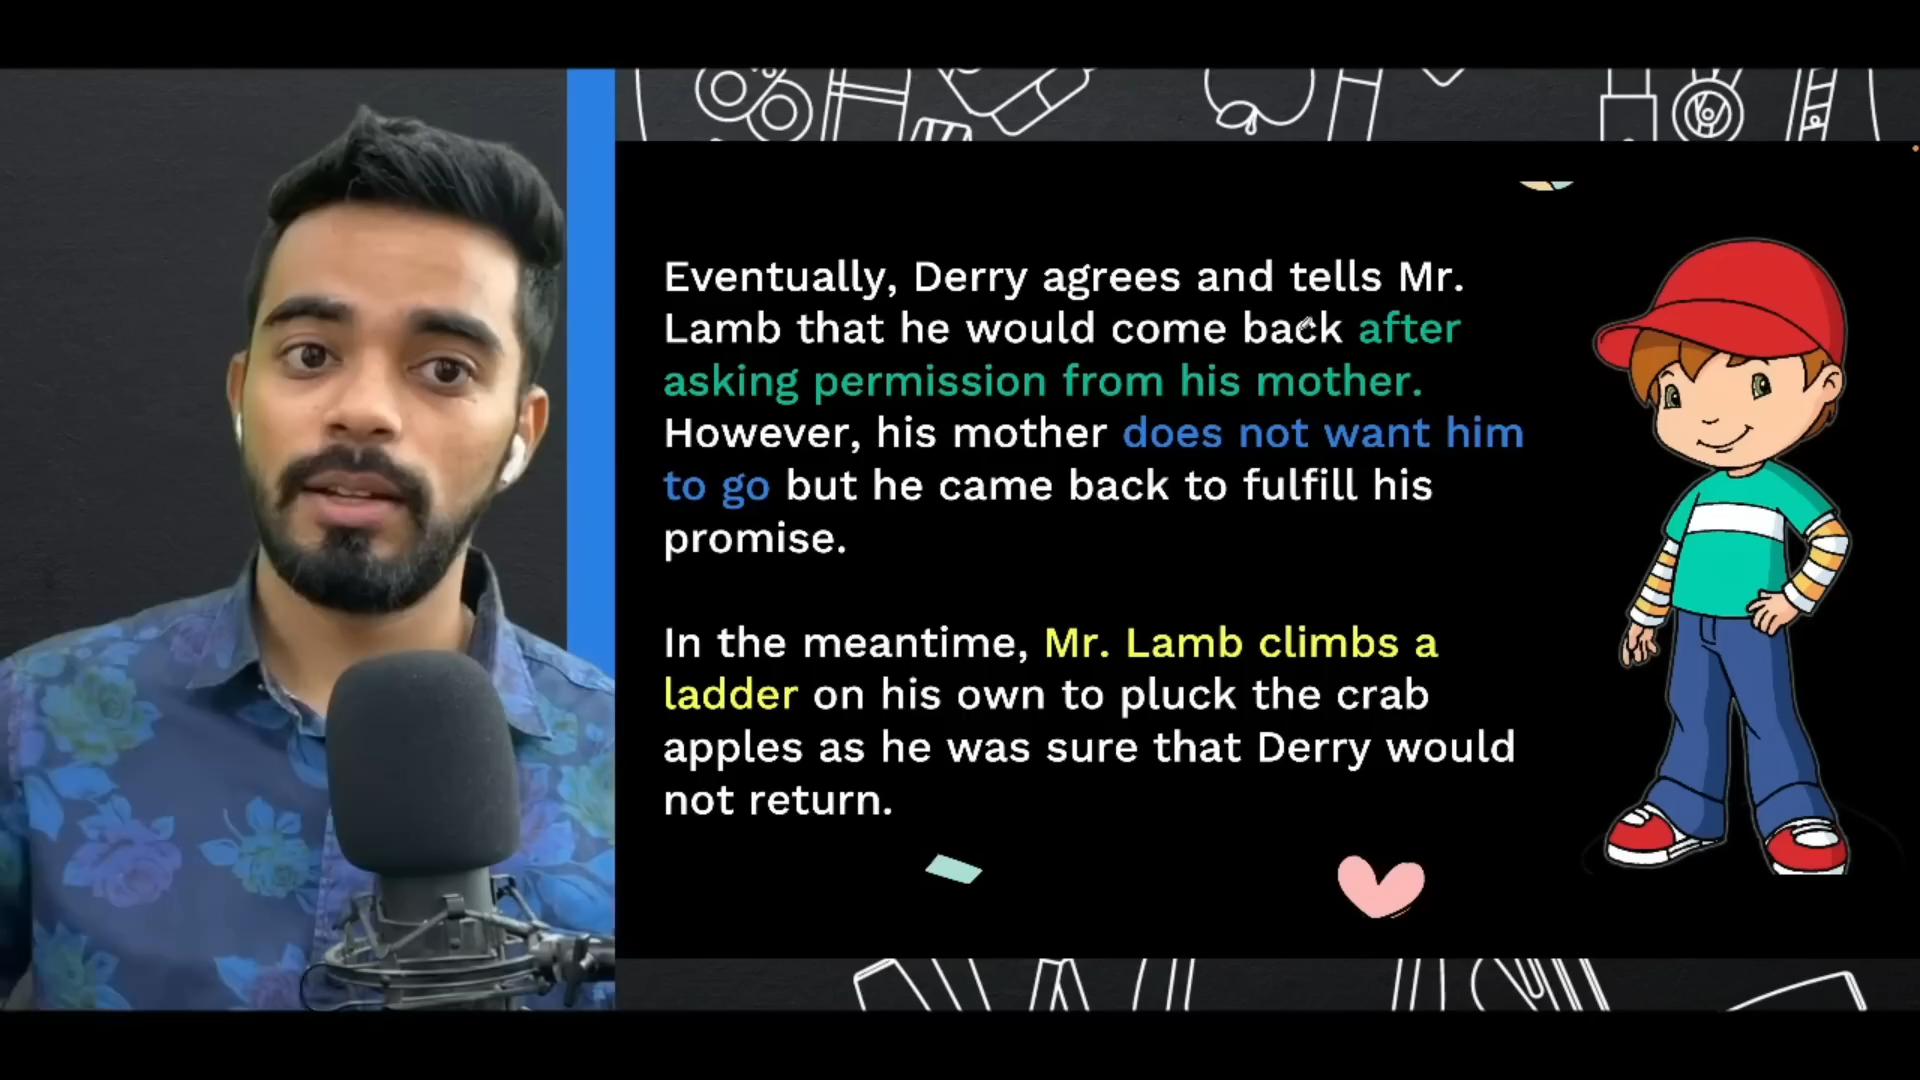 Eventually, Derry agrees and tells Mr.
Lamb that he would come back after
asking permission from his mother.
However, his mother does not want him
to go but he came back to fulfill his
promise.
In the meantime, Mr. Lamb climbs a
ladder on his own to pluck the crab
apples as he was sure that Derry would
not return.